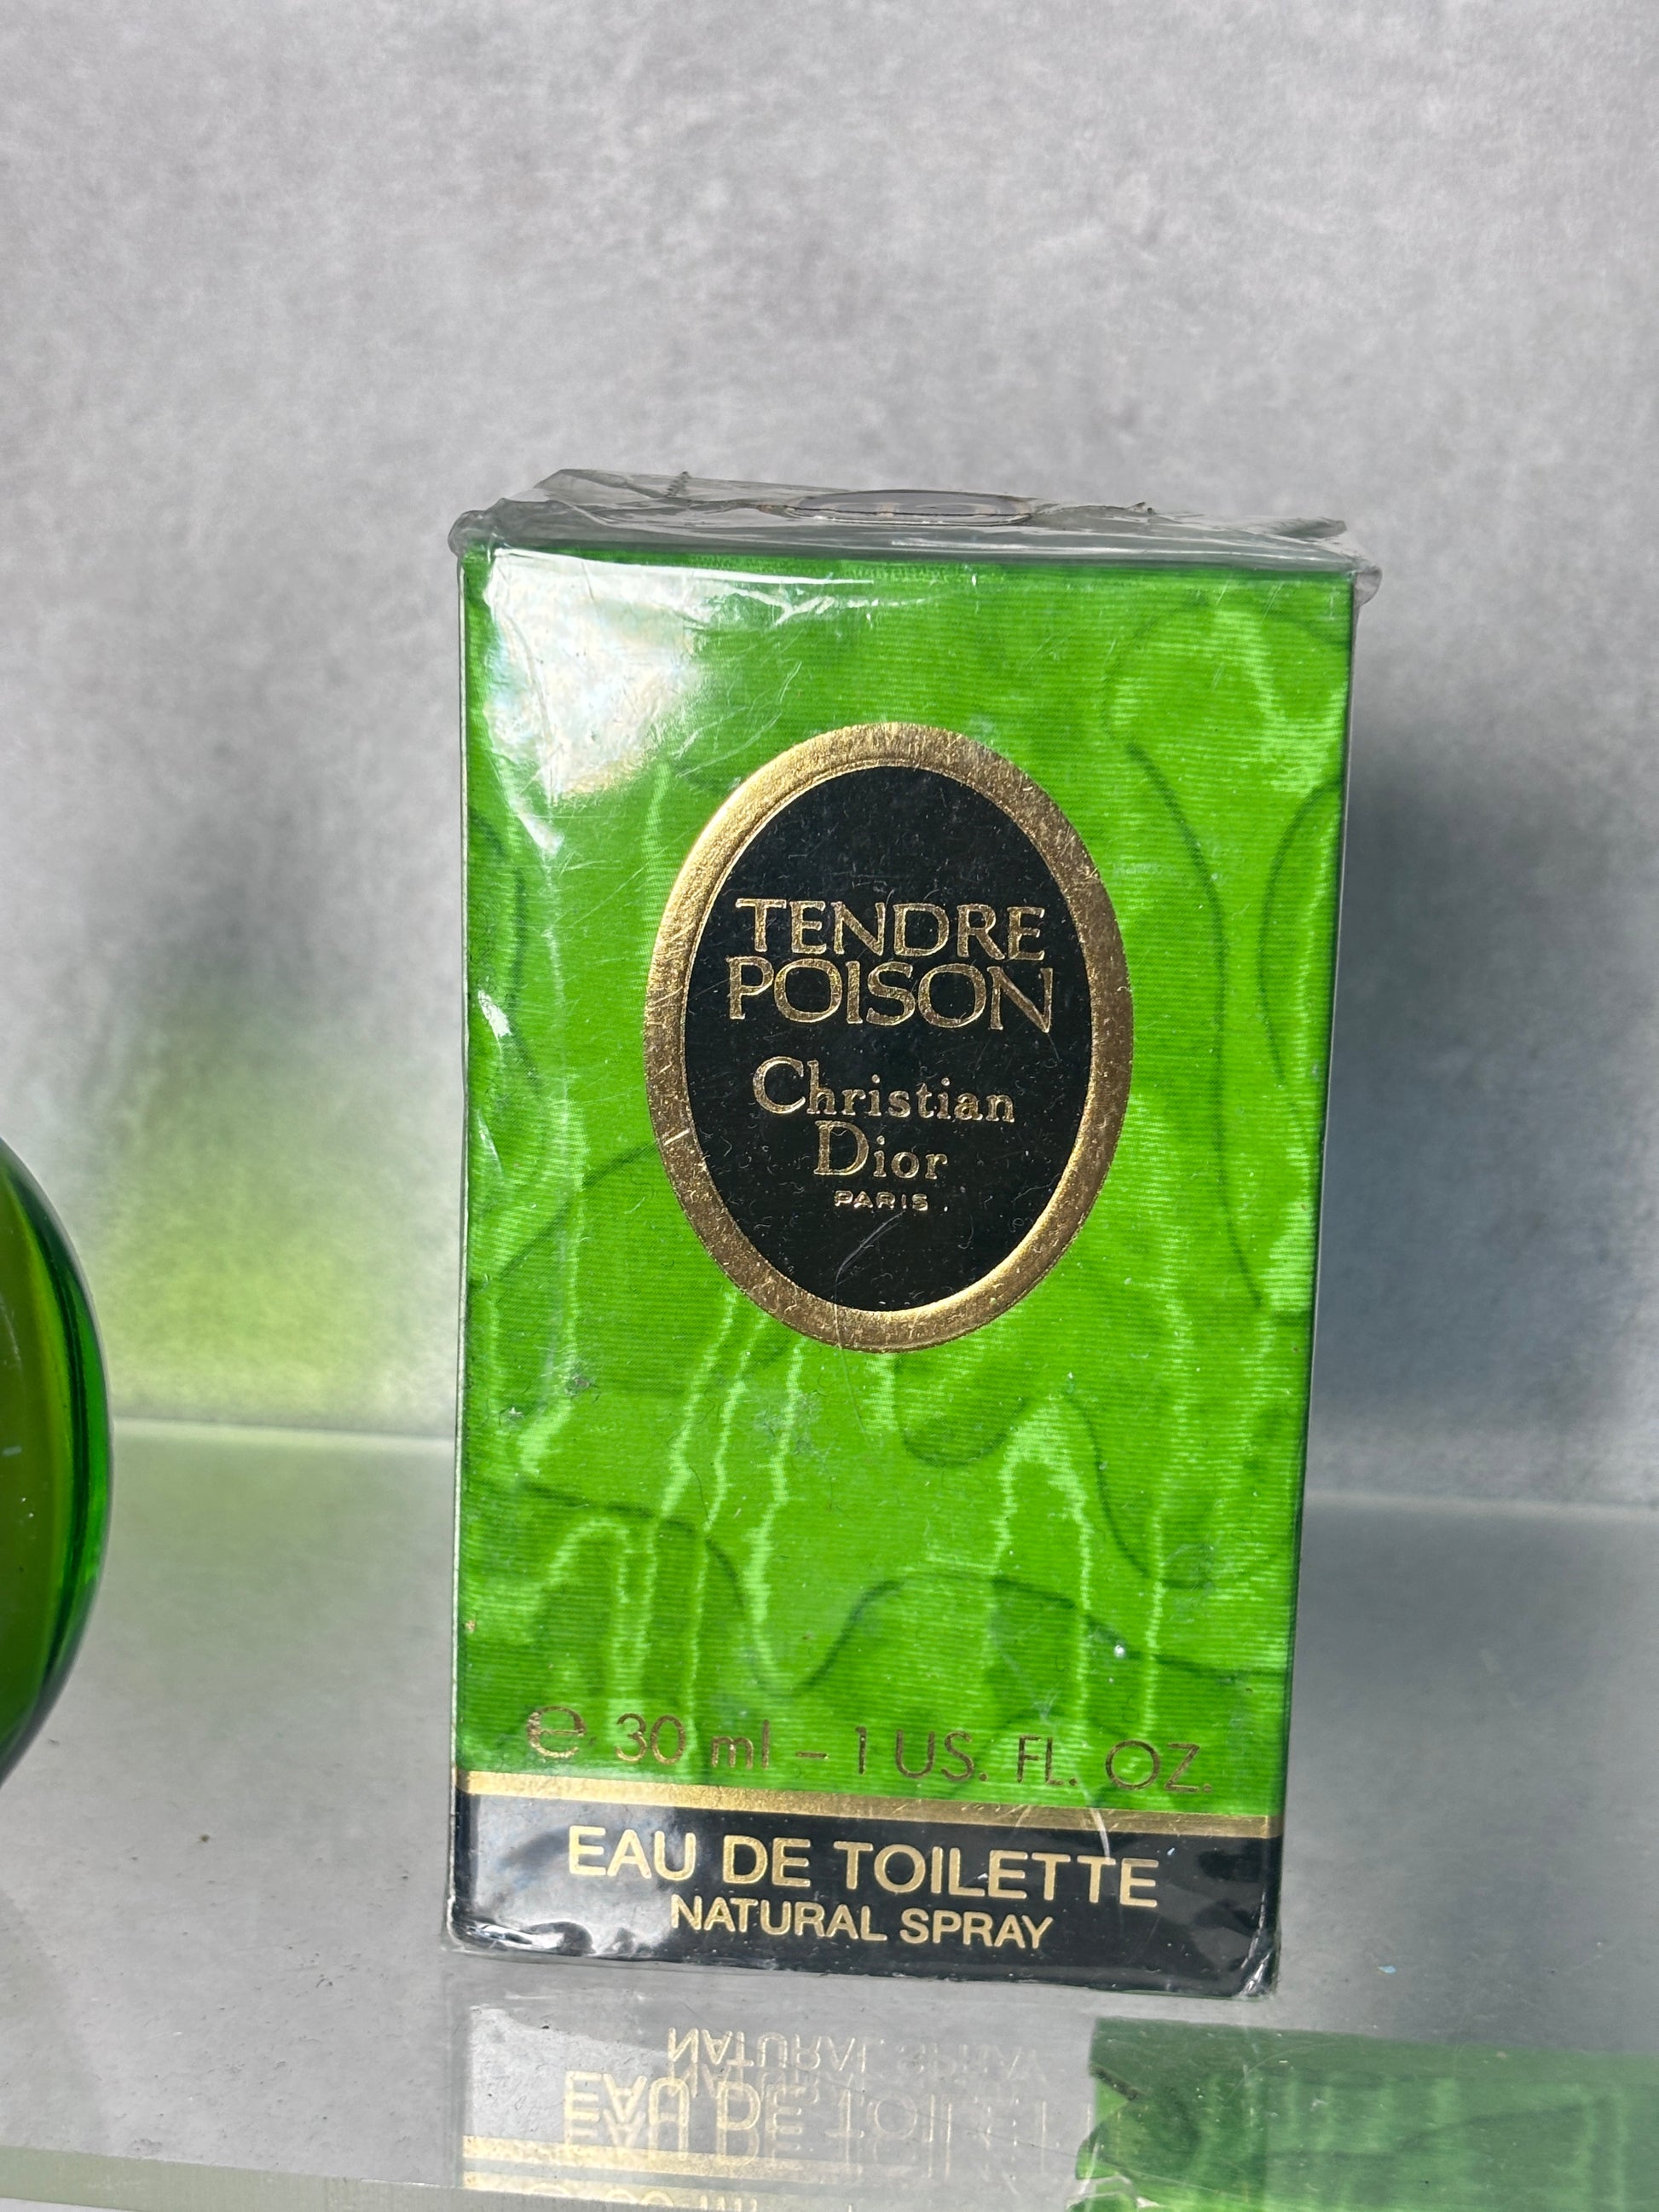 TENDRE
POISON
Christian
Dior
PARIS
℮ 30 ml – 1 US. FL. OZ.
EAU DE TOILETTE
NATURAL SPRAY